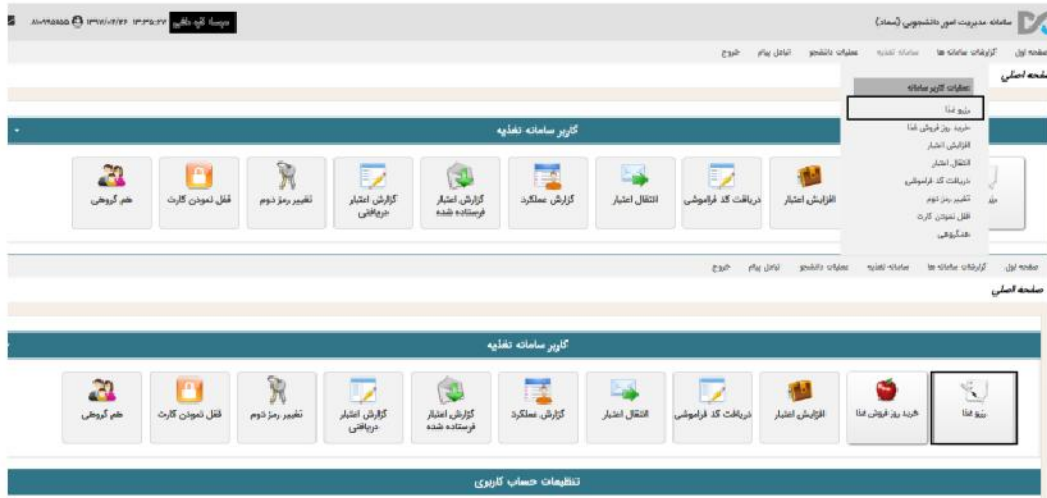 سامانه مدیریت امور دانشجویی (سماد)
صفحه اول گزارشات سامانه ها سامانه تغذیه عملیات دانشجو تبادل پیام خروج
صفحه اصلی
عملیات کاربر سامانه
رزرو غذا
خرید روز فروش غذا
افزایش اعتبار
انتقال اعتبار
دریافت کد فراموشی
تغییر رمز دوم
قفل نمودن کارت
همگروهی
کاربر سامانه تغذیه
افزایش اعتبار
دریافت کد فراموشی
انتقال اعتبار
گزارش عملکرد
گزارش اعتبار فرستاده شده
گزارش اعتبار دریافتی
تغییر رمز دوم
قفل نمودن کارت
هم گروهی
صفحه اول گزارشات سامانه ها سامانه تغذیه عملیات دانشجو تبادل پیام خروج
صفحه اصلی
کاربر سامانه تغذیه
رزرو غذا
خرید روز فروش غذا
افزایش اعتبار
دریافت کد فراموشی
انتقال اعتبار
گزارش عملکرد
گزارش اعتبار فرستاده شده
گزارش اعتبار دریافتی
تغییر رمز دوم
قفل نمودن کارت
هم گروهی
تنظیمات حساب کاربری